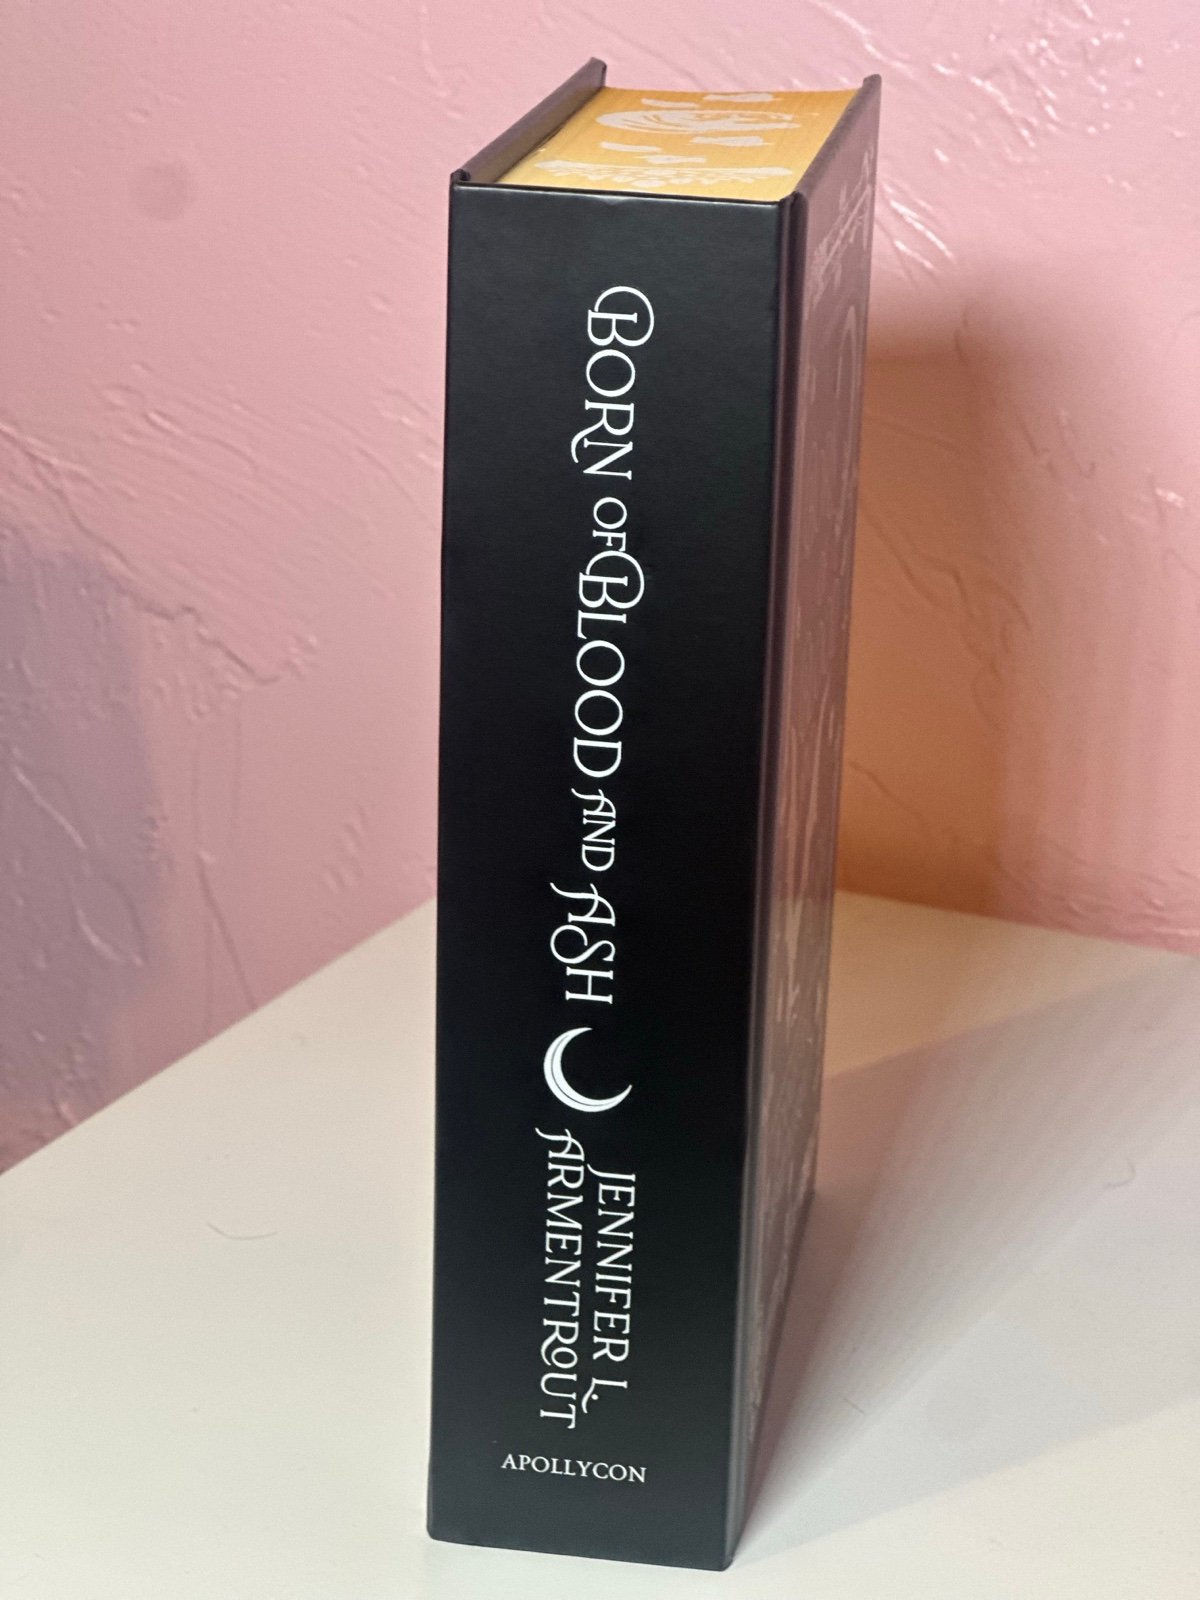 BORN OF BLOOD AND ASH
JENNIFER L.
ARMENTROUT
APOLLYCON